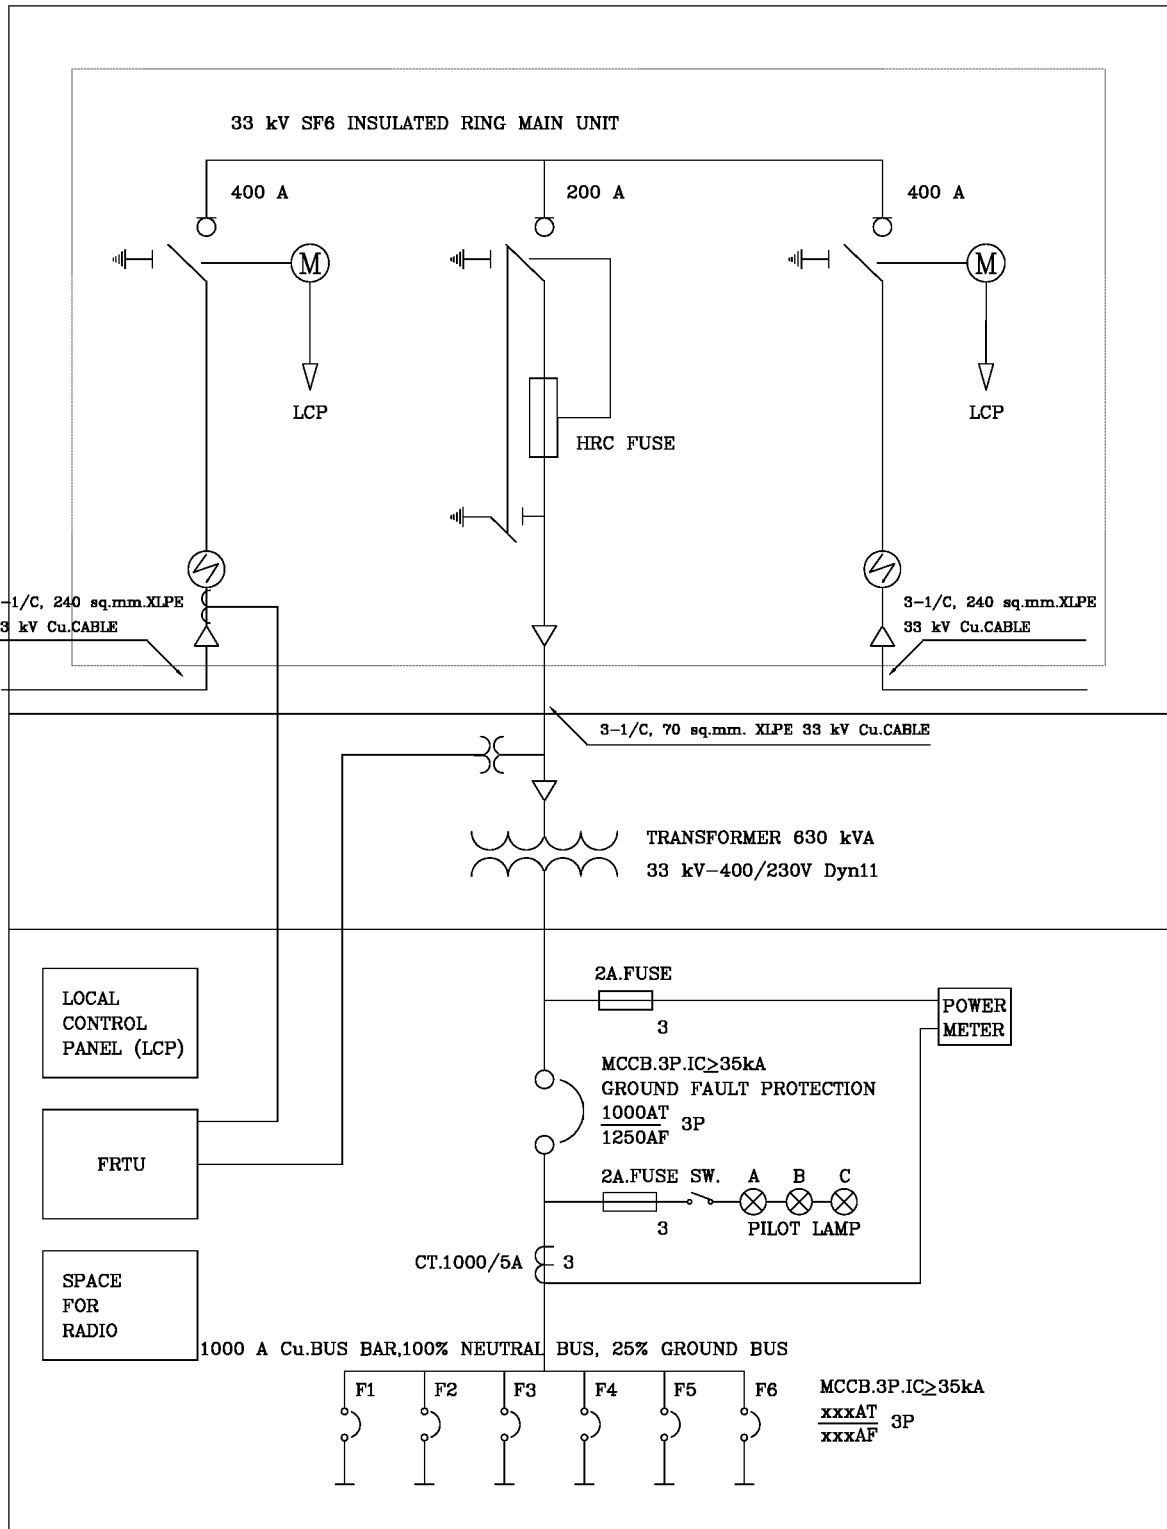 33 kV SF6 INSULATED RING MAIN UNIT
400 A
200 A
400 A
M
M
LCP
LCP
HRC FUSE
-1/C, 240 sq.mm.XLPE
3 kV Cu.CABLE
3-1/C, 240 sq.mm.XLPE
33 kV Cu.CABLE
3-1/C, 70 sq.mm. XLPE 33 kV Cu.CABLE
TRANSFORMER 630 kVA
33 kV-400/230V Dyn11
LOCAL
CONTROL
PANEL (LCP)
2A.FUSE
3
POWER
METER
MCCB.3P.IC≥35kA
GROUND FAULT PROTECTION
1000AT
1250AF
3P
FRTU
2A.FUSE SW. A B C
3
PILOT LAMP
CT.1000/5A 3
SPACE
FOR
RADIO
1000 A Cu.BUS BAR,100% NEUTRAL BUS, 25% GROUND BUS
F1 F2 F3 F4 F5 F6
MCCB.3P.IC≥35kA
xxxAT
xxxAF
3P